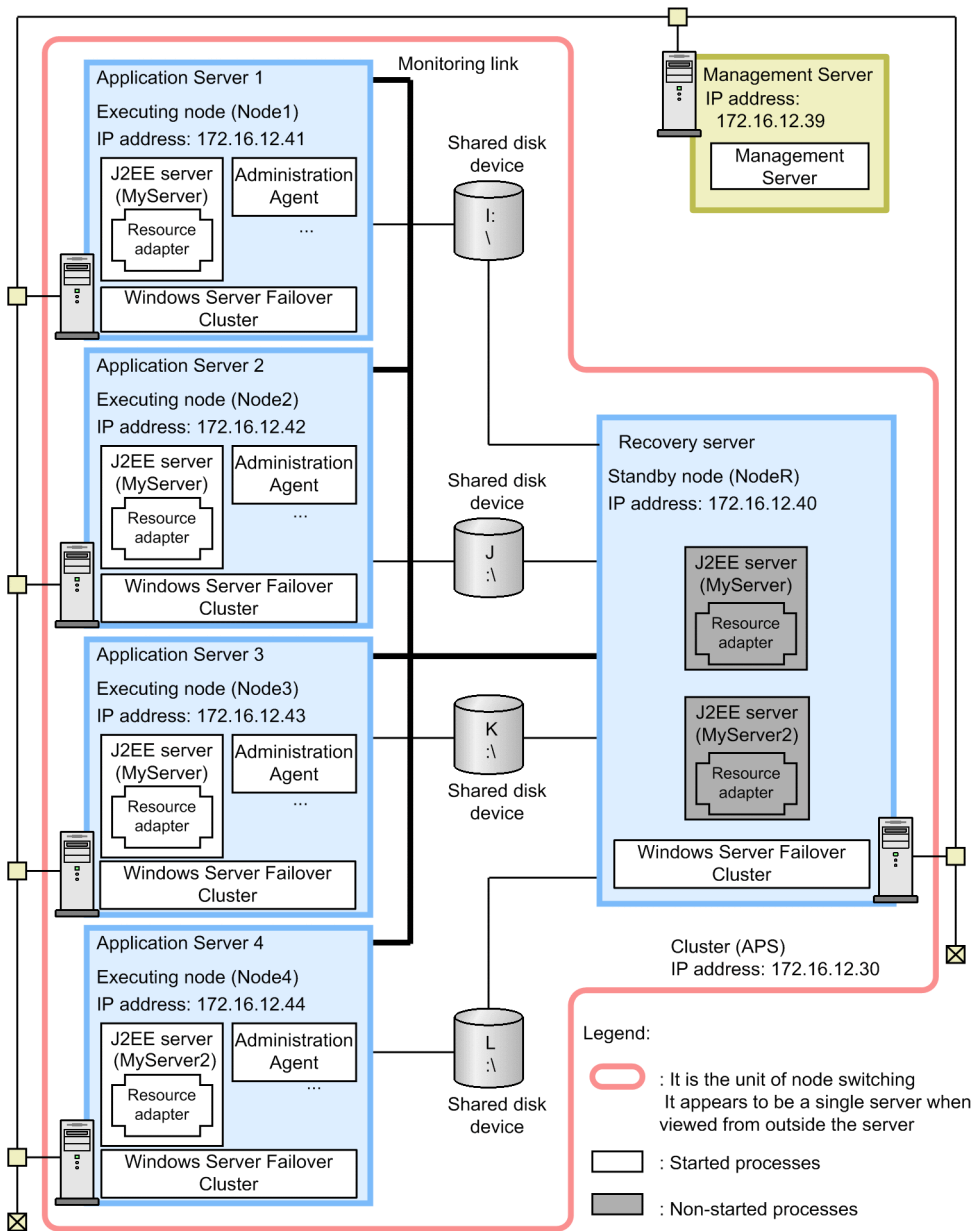 Monitoring link
Application Server 1
Executing node (Node1)
IP address: 172.16.12.41
J2EE server
(MyServer)
Resource
adapter
Administration
Agent
...
Windows Server Failover
Cluster
Shared disk
device
I:
\
Management Server
IP address:
172.16.12.39
Management
Server
Application Server 2
Executing node (Node2)
IP address: 172.16.12.42
J2EE server
(MyServer)
Resource
adapter
Administration
Agent
...
Windows Server Failover
Cluster
Shared disk
device
J
:\
Application Server 3
Executing node (Node3)
IP address: 172.16.12.43
J2EE server
(MyServer)
Resource
adapter
Administration
Agent
...
Windows Server Failover
Cluster
K
:\
Shared disk
device
Application Server 4
Executing node (Node4)
IP address: 172.16.12.44
J2EE server
(MyServer2)
Resource
adapter
Administration
Agent
...
Windows Server Failover
Cluster
L
:\
Shared disk
device
Recovery server
Standby node (NodeR)
IP address: 172.16.12.40
J2EE server
(MyServer)
Resource
adapter
J2EE server
(MyServer2)
Resource
adapter
Windows Server Failover
Cluster
Cluster (APS)
IP address: 172.16.12.30
Legend:
: It is the unit of node switching
It appears to be a single server when
viewed from outside the server
: Started processes
: Non-started processes